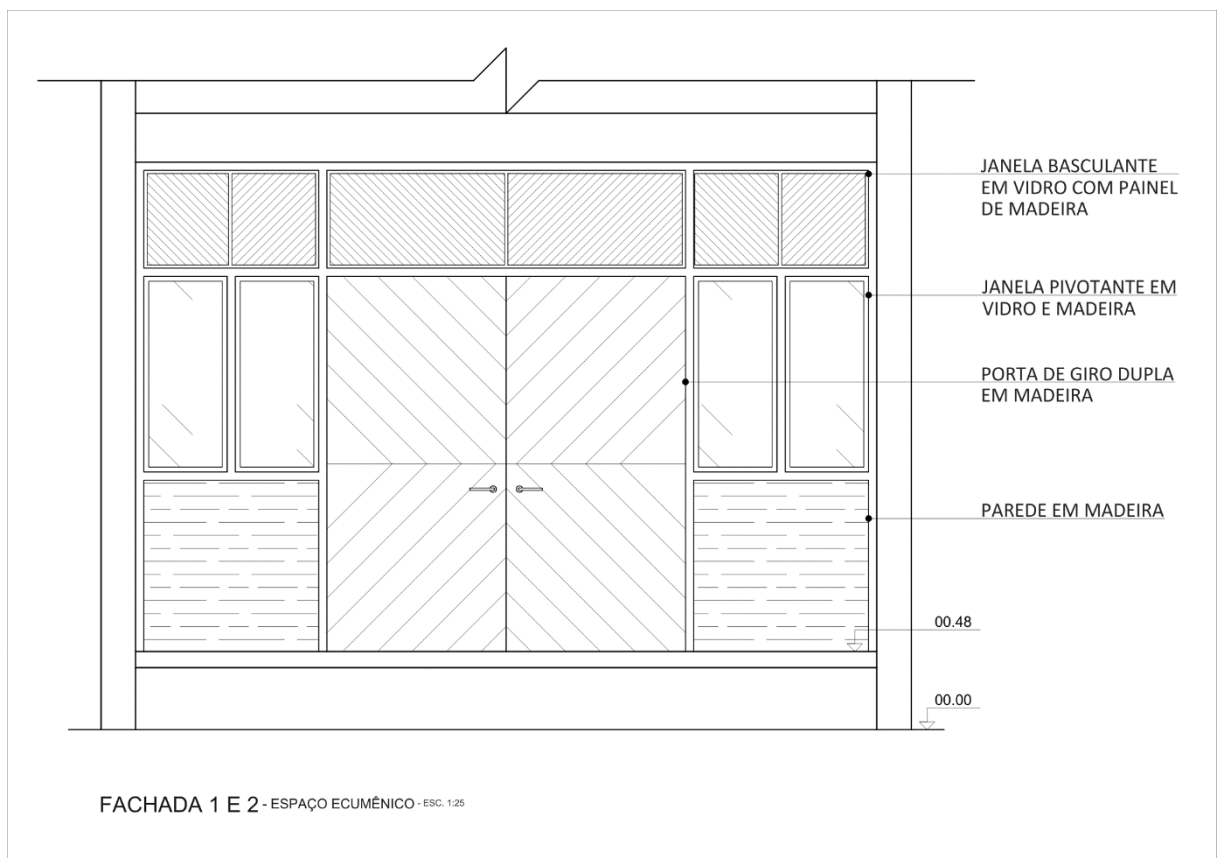 JANELA BASCULANTE
EM VIDRO COM PAINEL
DE MADEIRA
JANELA PIVOTANTE EM
VIDRO E MADEIRA
PORTA DE GIRO DUPLA
EM MADEIRA
PAREDE EM MADEIRA
00.48
00.00
FACHADA 1 E 2 - ESPAÇO ECUMÊNICO - ESC. 1:25